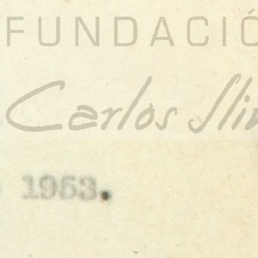 FUNDACIÓ
Carlos Sli
1953.